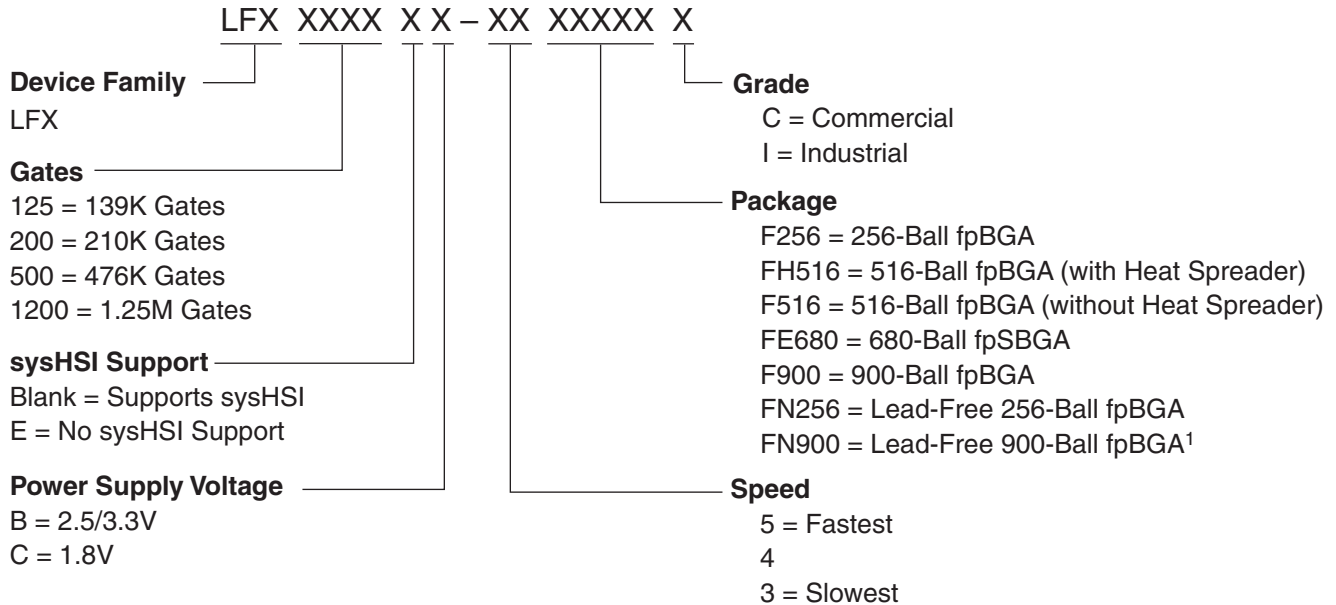 LFX XXXX X X – XX XXXXX X
Device Family
LFX
Gates
125 = 139K Gates
200 = 210K Gates
500 = 476K Gates
1200 = 1.25M Gates
sysHSI Support
Blank = Supports sysHSI
E = No sysHSI Support
Power Supply Voltage
B = 2.5/3.3V
C = 1.8V
Grade
C = Commercial
I = Industrial
Package
F256 = 256-Ball fpBGA
FH516 = 516-Ball fpBGA (with Heat Spreader)
F516 = 516-Ball fpBGA (without Heat Spreader)
FE680 = 680-Ball fpSBGA
F900 = 900-Ball fpBGA
FN256 = Lead-Free 256-Ball fpBGA
FN900 = Lead-Free 900-Ball fpBGA¹
Speed
5 = Fastest
4
3 = Slowest